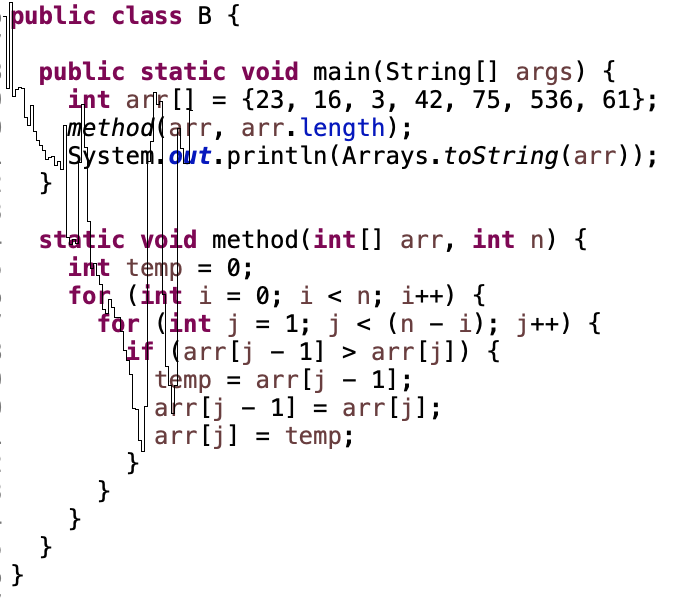 public class B {
public static void main(String[] args) {
int arr[] = {23, 16, 3, 42, 75, 536, 61};
method(arr, arr.length);
System.out.println(Arrays.toString(arr));
}
static void method(int[] arr, int n) {
int temp = 0;
for (int i = 0; i < n; i++) {
for (int j = 1; j < (n - i); j++) {
if (arr[j - 1] > arr[j]) {
temp = arr[j - 1];
arr[j - 1] = arr[j];
arr[j] = temp;
}
}
}
}
}